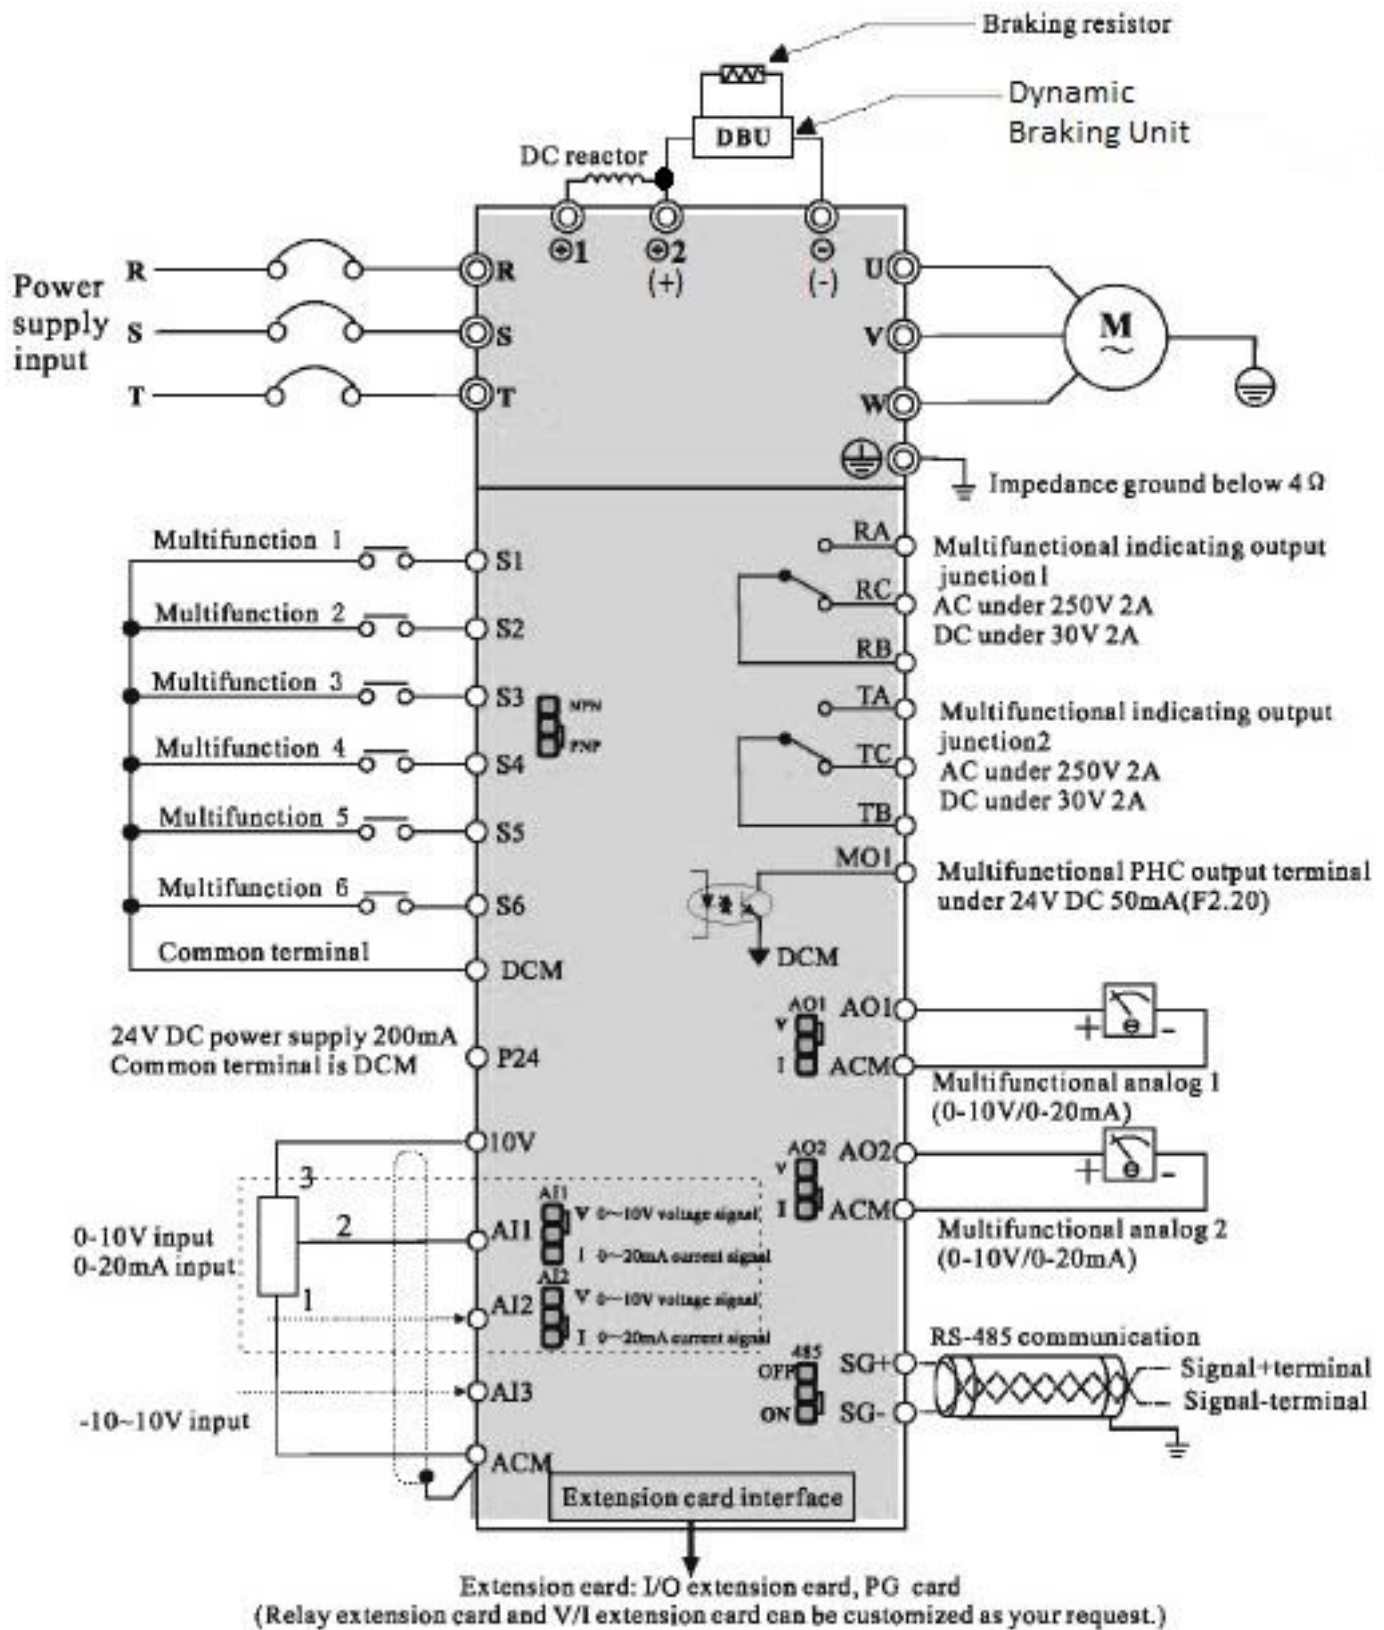 Braking resistor
Dynamic
Braking Unit
DBU
DC reactor
⊕1
⊕2
(+)
⊖
(-)
Power
supply
input
R
S
T
R
S
T
U
V
W
M
~
Impedance ground below 4 Ω
Multifunction 1
S1
Multifunction 2
S2
Multifunction 3
S3
NPN
PNP
Multifunction 4
S4
Multifunction 5
S5
Multifunction 6
S6
Common terminal
DCM
24V DC power supply 200mA
Common terminal is DCM
P24
10V
3
2
1
0-10V input
0-20mA input
AI1
AI1
V 0~10V voltage signal
I 0~20mA current signal
AI2
AI2
V 0~10V voltage signal
I 0~20mA current signal
AI3
-10~10V input
ACM
RA
RC
RB
Multifunctional indicating output
junction1
AC under 250V 2A
DC under 30V 2A
TA
TC
TB
Multifunctional indicating output
junction2
AC under 250V 2A
DC under 30V 2A
MO1
Multifunctional PHC output terminal
under 24V DC 50mA(F2.20)
DCM
AO1
V
I
AO1
ACM
+
-
Multifunctional analog 1
(0-10V/0-20mA)
AO2
V
I
AO2
ACM
+
-
Multifunctional analog 2
(0-10V/0-20mA)
485
OFF
ON
SG+
SG-
RS-485 communication
Signal+terminal
Signal-terminal
Extension card interface
Extension card: I/O extension card, PG card
(Relay extension card and V/I extension card can be customized as your request.)